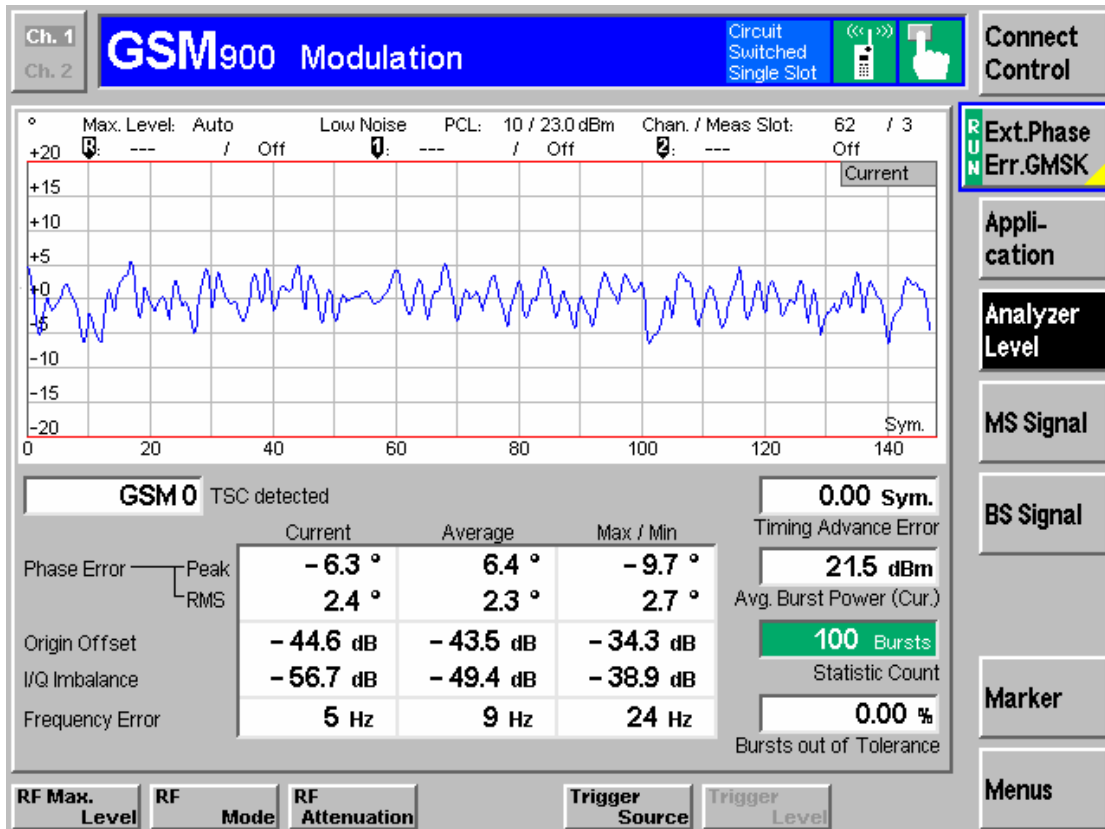 Ch. 1
Ch. 2
GSM900 Modulation
Circuit
Switched
Single Slot
Connect
Control
° Max. Level: Auto Low Noise PCL: 10 / 23.0 dBm Chan. / Meas Slot: 62 / 3
R: --- / Off 1: --- / Off 2: --- Off
Current
+20
+15
+10
+5
+0
-5
-10
-15
-20
Sym.
0 20 40 60 80 100 120 140
RUN
Ext.Phase
Err.GMSK
Appli-
cation
Analyzer
Level
MS Signal
BS Signal
Marker
Menus
GSM 0 TSC detected
Current Average Max / Min
Phase Error Peak - 6.3 ° 6.4 ° - 9.7 °
RMS 2.4 ° 2.3 ° 2.7 °
Origin Offset - 44.6 dB - 43.5 dB - 34.3 dB
I/Q Imbalance - 56.7 dB - 49.4 dB - 38.9 dB
Frequency Error 5 Hz 9 Hz 24 Hz
0.00 Sym.
Timing Advance Error
21.5 dBm
Avg. Burst Power (Cur.)
100 Bursts
Statistic Count
0.00 %
Bursts out of Tolerance
RF Max.
Level
RF
Mode
RF
Attenuation
Trigger
Source
Trigger
Level